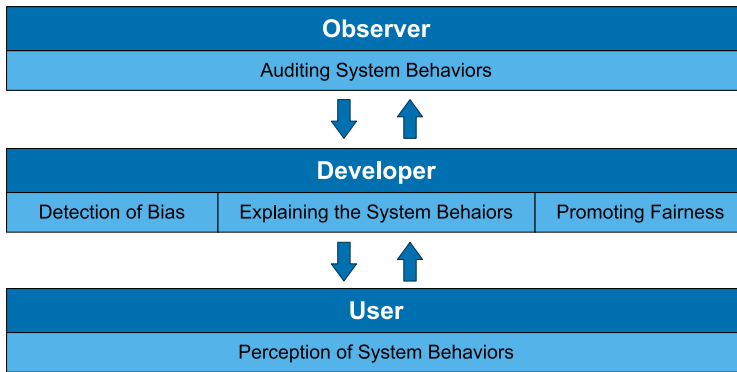 Observer
Auditing System Behaviors
Developer
Detection of Bias
Explaining the System Behaiors
Promoting Fairness
User
Perception of System Behaviors